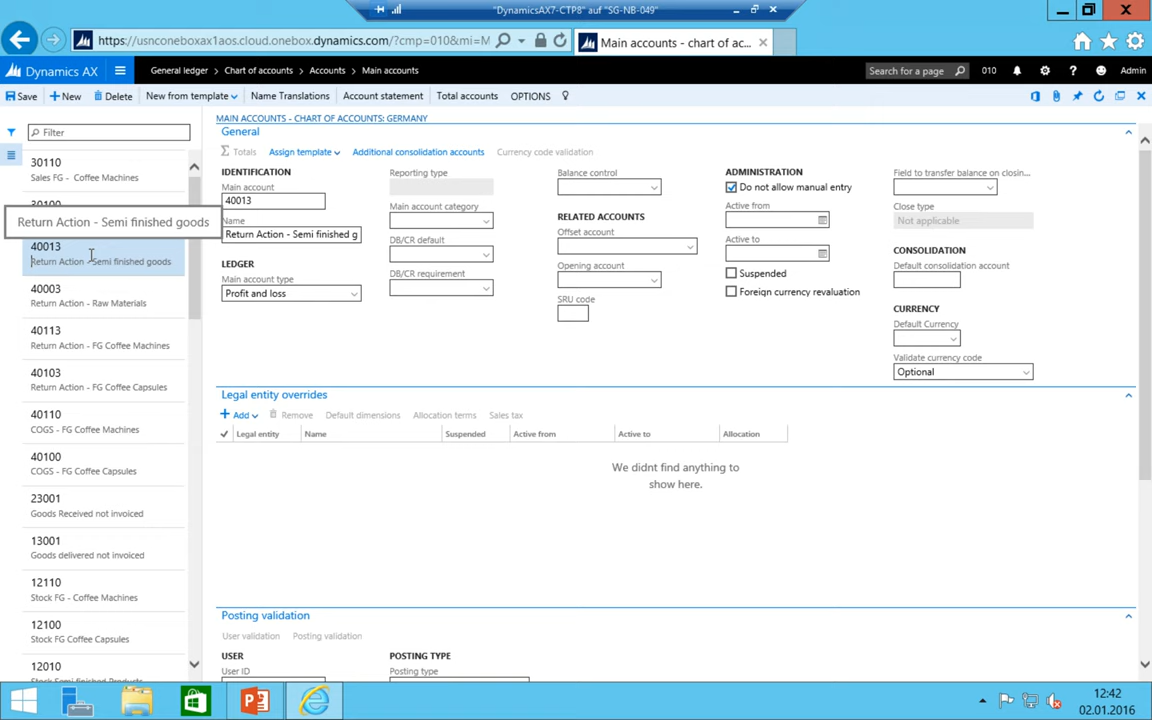 "DynamicsAX7-CTP8" auf "SG-NB-049"
https://usnconeboxax1aos.cloud.onebox.dynamics.com/?cmp=010&mi=M
Main accounts - chart of ac...
Dynamics AX
General ledger > Chart of accounts > Accounts > Main accounts
Search for a page
010
Admin
Save
New
Delete
New from template
Name Translations
Account statement
Total accounts
OPTIONS
Filter
30110
Sales FG - Coffee Machines
Return Action - Semi finished goods
40013
Return Action - Semi finished goods
40003
Return Action - Raw Materials
40113
Return Action - FG Coffee Machines
40103
Return Action - FG Coffee Capsules
40110
COGS - FG Coffee Machines
40100
COGS - FG Coffee Capsules
23001
Goods Received not invoiced
13001
Goods delivered not invoiced
12110
Stock FG - Coffee Machines
12100
Stock FG Coffee Capsules
12010
MAIN ACCOUNTS - CHART OF ACCOUNTS: GERMANY
General
Totals
Assign template
Additional consolidation accounts
Currency code validation
IDENTIFICATION
Main account
40013
Name
Return Action - Semi finished g
LEDGER
Main account type
Profit and loss
Reporting type
Main account category
DB/CR default
DB/CR requirement
Balance control
RELATED ACCOUNTS
Offset account
Opening account
SRU code
ADMINISTRATION
Do not allow manual entry
Active from
Active to
Suspended
Foreign currency revaluation
Field to transfer balance on closin...
Close type
Not applicable
CONSOLIDATION
Default consolidation account
CURRENCY
Default Currency
Validate currency code
Optional
Legal entity overrides
Add
Remove
Default dimensions
Allocation terms
Sales tax
Legal entity
Name
Suspended
Active from
Active to
Allocation
We didnt find anything to
show here.
Posting validation
User validation
Posting validation
USER
User ID
POSTING TYPE
Posting type
12:42
02.01.2016